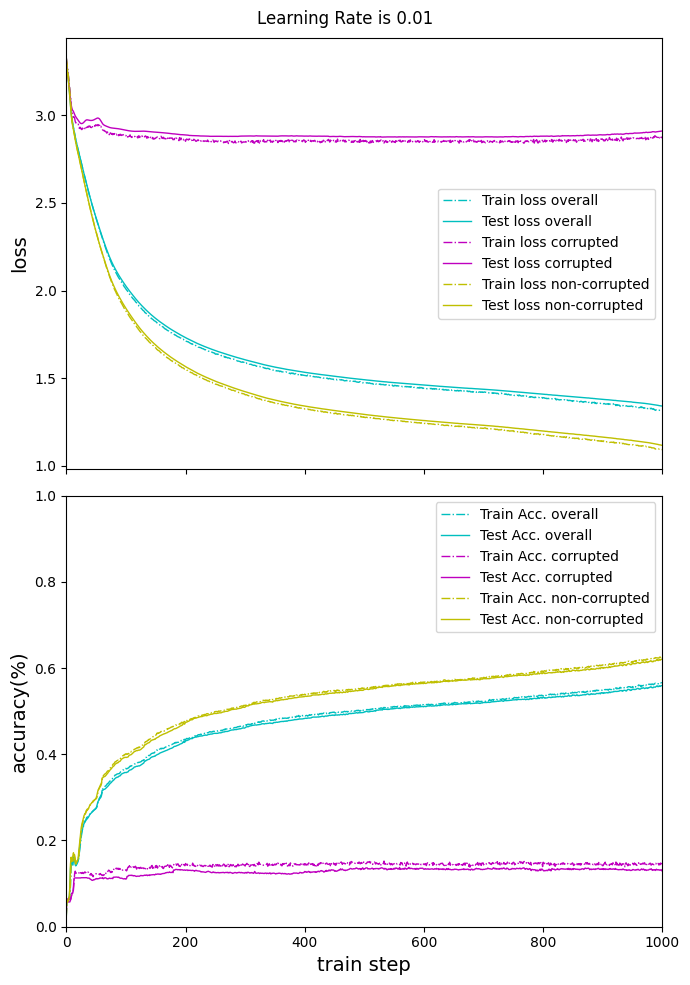 Learning Rate is 0.01
3.0
2.5
2.0
1.5
1.0
loss
Train loss overall
Test loss overall
Train loss corrupted
Test loss corrupted
Train loss non-corrupted
Test loss non-corrupted
1.0
0.8
0.6
0.4
0.2
0.0
accuracy(%)
Train Acc. overall
Test Acc. overall
Train Acc. corrupted
Test Acc. corrupted
Train Acc. non-corrupted
Test Acc. non-corrupted
0 200 400 600 800 1000
train step